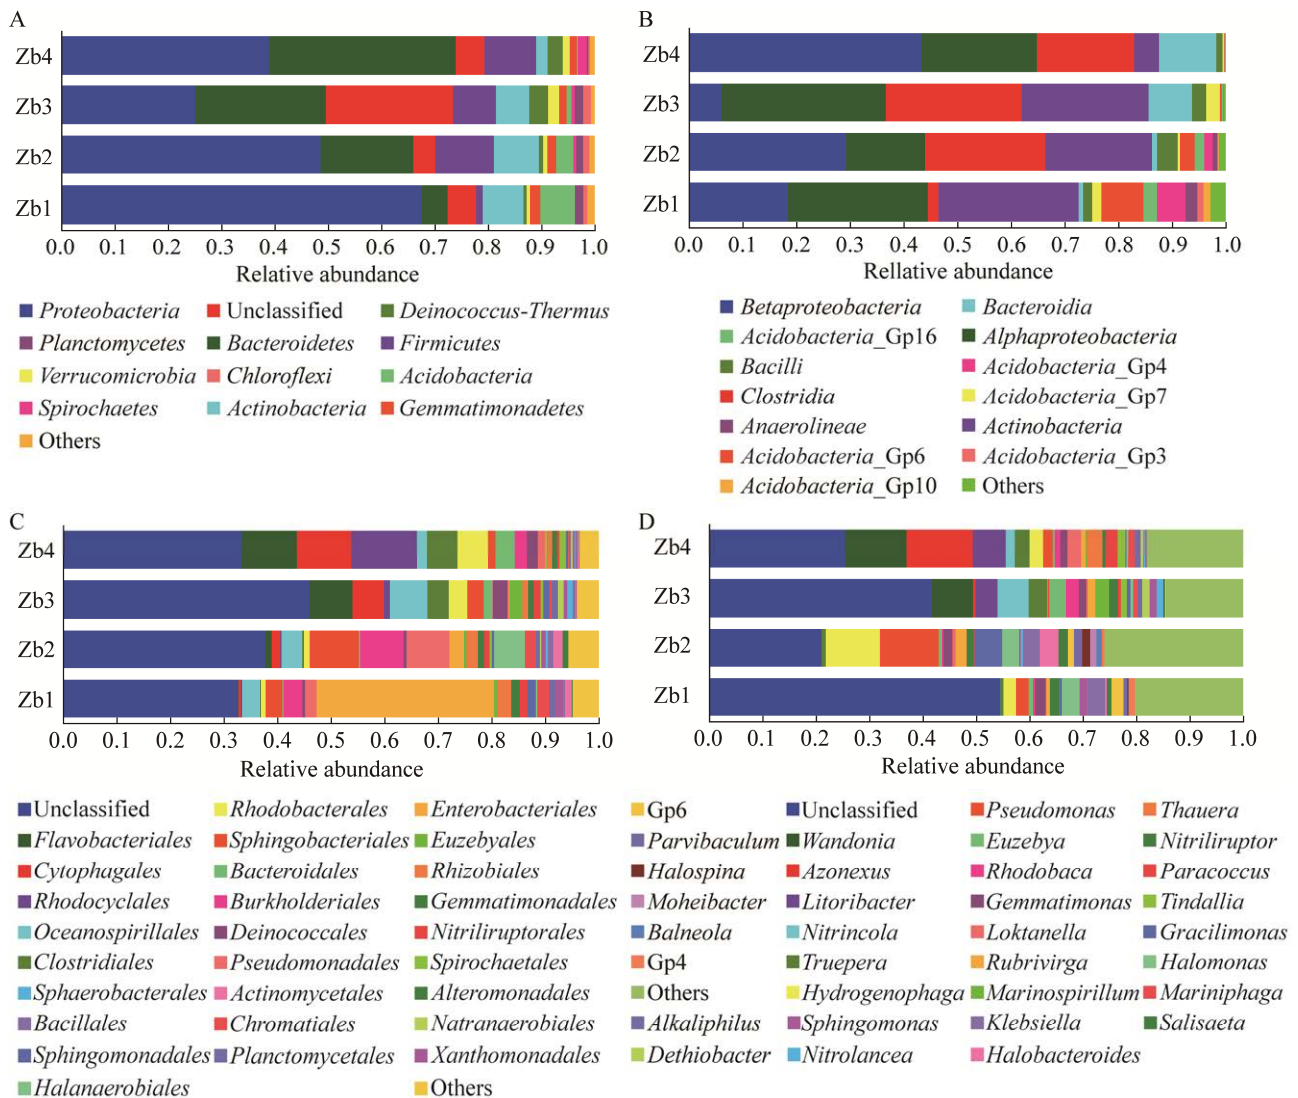 A
Zb4
Zb3
Zb2
Zb1
0.0 0.1 0.2 0.3 0.4 0.5 0.6 0.7 0.8 0.9 1.0
Relative abundance
Proteobacteria Unclassified Deinococcus-Thermus
Planctomycetes Bacteroidetes Firmicutes
Verrucomicrobia Chloroflexi Acidobacteria
Spirochaetes Actinobacteria Gemmatimonadetes
Others
B
Zb4
Zb3
Zb2
Zb1
0.0 0.1 0.2 0.3 0.4 0.5 0.6 0.7 0.8 0.9 1.0
Rellative abundance
Betaproteobacteria Bacteroidia
Acidobacteria_Gp16 Alphaproteobacteria
Bacilli Acidobacteria_Gp4
Clostridia Acidobacteria_Gp7
Anaerolineae Actinobacteria
Acidobacteria_Gp6 Acidobacteria_Gp3
Acidobacteria_Gp10 Others
C
Zb4
Zb3
Zb2
Zb1
0.0 0.1 0.2 0.3 0.4 0.5 0.6 0.7 0.8 0.9 1.0
Relative abundance
Unclassified Rhodobacterales Enterobacteriales
Flavobacteriales Sphingobacteriales Euzebyales
Cytophagales Bacteroidales Rhizobiales
Rhodocyclales Burkholderiales Gemmatimonadales
Oceanospirillales Deinococcales Nitriliruptorales
Clostridiales Pseudomonadales Spirochaetales
Sphaerobacterales Actinomycetales Alteromonadales
Bacillales Chromatiales Natranaerobiales
Sphingomonadales Planctomycetales Xanthomonadales
Halanaerobiales Others
D
Zb4
Zb3
Zb2
Zb1
0.0 0.1 0.2 0.3 0.4 0.5 0.6 0.7 0.8 0.9 1.0
Relative abundance
Gp6 Unclassified Pseudomonas Thauera
Parvibaculum Wandonia Euzebya Nitriliruptor
Halospina Azonexus Rhodobaca Paracoccus
Moheibacter Litoribacter Gemmatimonas Tindallia
Balneola Nitrincola Loktanella Gracilimonas
Gp4 Truepera Rubrivirga Halomonas
Others Hydrogenophaga Marinospirillum Mariniphaga
Alkaliphilus Sphingomonas Klebsiella Salisaeta
Dethiobacter Nitrolancea Halobacteroides